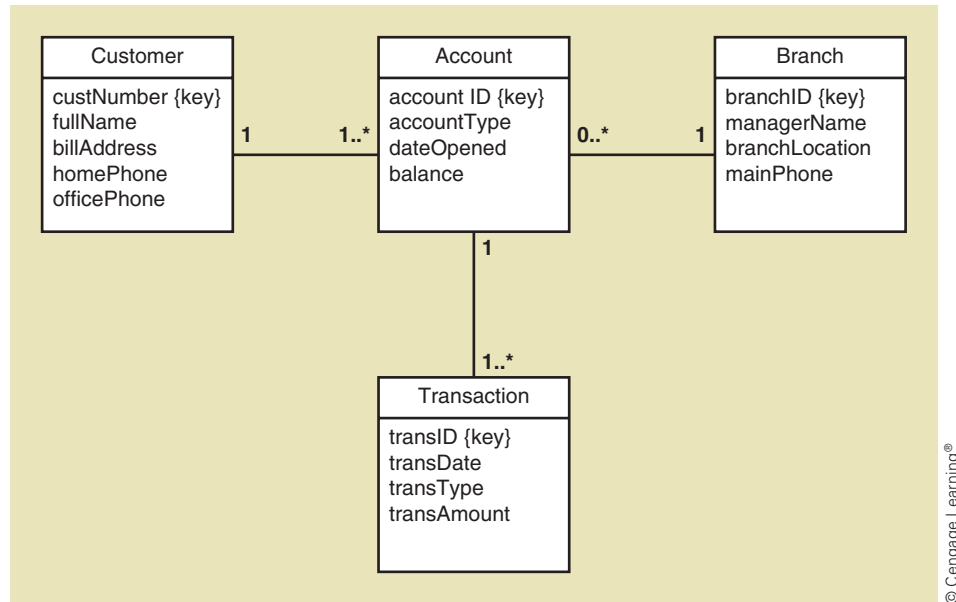 Customer
custNumber {key}
fullName
billAddress
homePhone
officePhone
1
1..*
Account
account ID {key}
accountType
dateOpened
balance
0..*
1
Branch
branchID {key}
managerName
branchLocation
mainPhone
1
1..*
Transaction
transID {key}
transDate
transType
transAmount
© Cengage Learning®